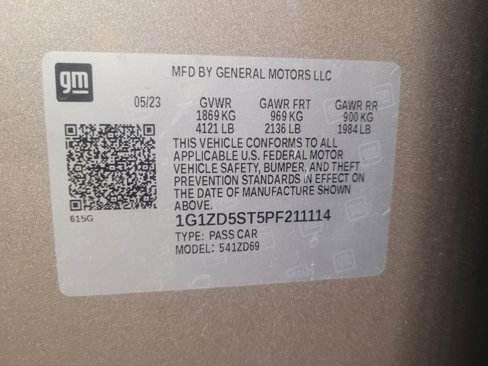 gm
MFD BY GENERAL MOTORS LLC
05/23 GVWR GAWR FRT GAWR RR
1869 KG 969 KG 900 KG
4121 LB 2136 LB 1984 LB
THIS VEHICLE CONFORMS TO ALL
APPLICABLE U.S. FEDERAL MOTOR
VEHICLE SAFETY, BUMPER, AND THEFT
PREVENTION STANDARDS IN EFFECT ON
THE DATE OF MANUFACTURE SHOWN
ABOVE.
615G
1G1ZD5ST5PF211114
TYPE: PASS CAR
MODEL: 541ZD69